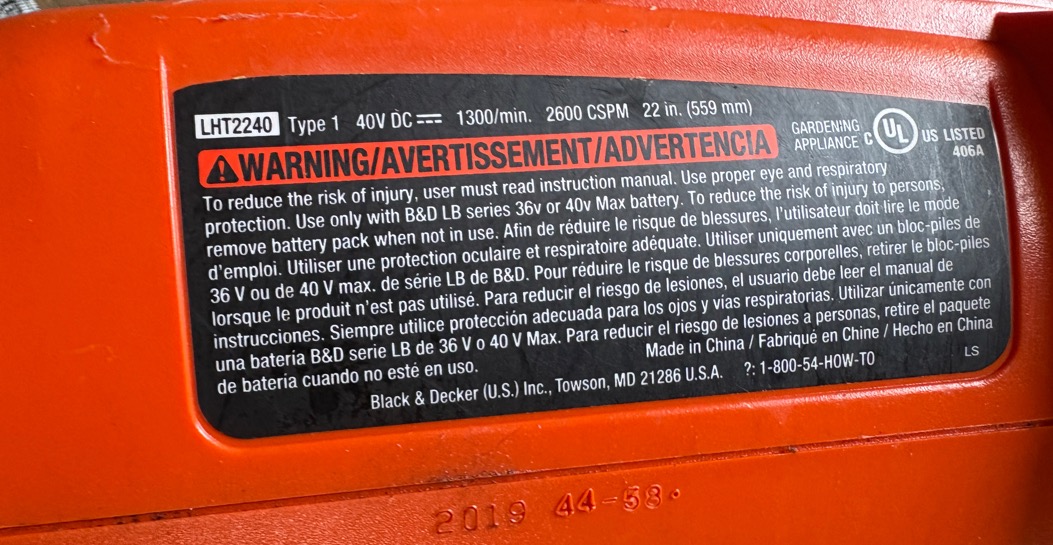 LHT2240 Type 1 40V DC 1300/min. 2600 CSPM 22 in. (559 mm)
GARDENING
APPLIANCE
C UL US LISTED
406A
WARNING/AVERTISSEMENT/ADVERTENCIA
To reduce the risk of injury, user must read instruction manual. Use proper eye and respiratory
protection. Use only with B&D LB series 36v or 40v Max battery. To reduce the risk of injury to persons,
remove battery pack when not in use. Afin de réduire le risque de blessures, l'utilisateur doit lire le mode
d'emploi. Utiliser une protection oculaire et respiratoire adéquate. Utiliser uniquement avec un bloc-piles de
36 V ou de 40 V max. de série LB de B&D. Pour réduire le risque de blessures corporelles, retirer le bloc-piles
lorsque le produit n'est pas utilisé. Para reducir el riesgo de lesiones, el usuario debe leer el manual de
instrucciones. Siempre utilice protección adecuada para los ojos y vías respiratorias. Utilizar únicamente con
una batería B&D serie LB de 36 V o 40 V Max. Para reducir el riesgo de lesiones a personas, retire el paquete
de batería cuando no esté en uso.
Made in China / Fabriqué en Chine / Hecho en China
Black & Decker (U.S.) Inc., Towson, MD 21286 U.S.A. ?: 1-800-54-HOW-TO
LS
2019 44-58